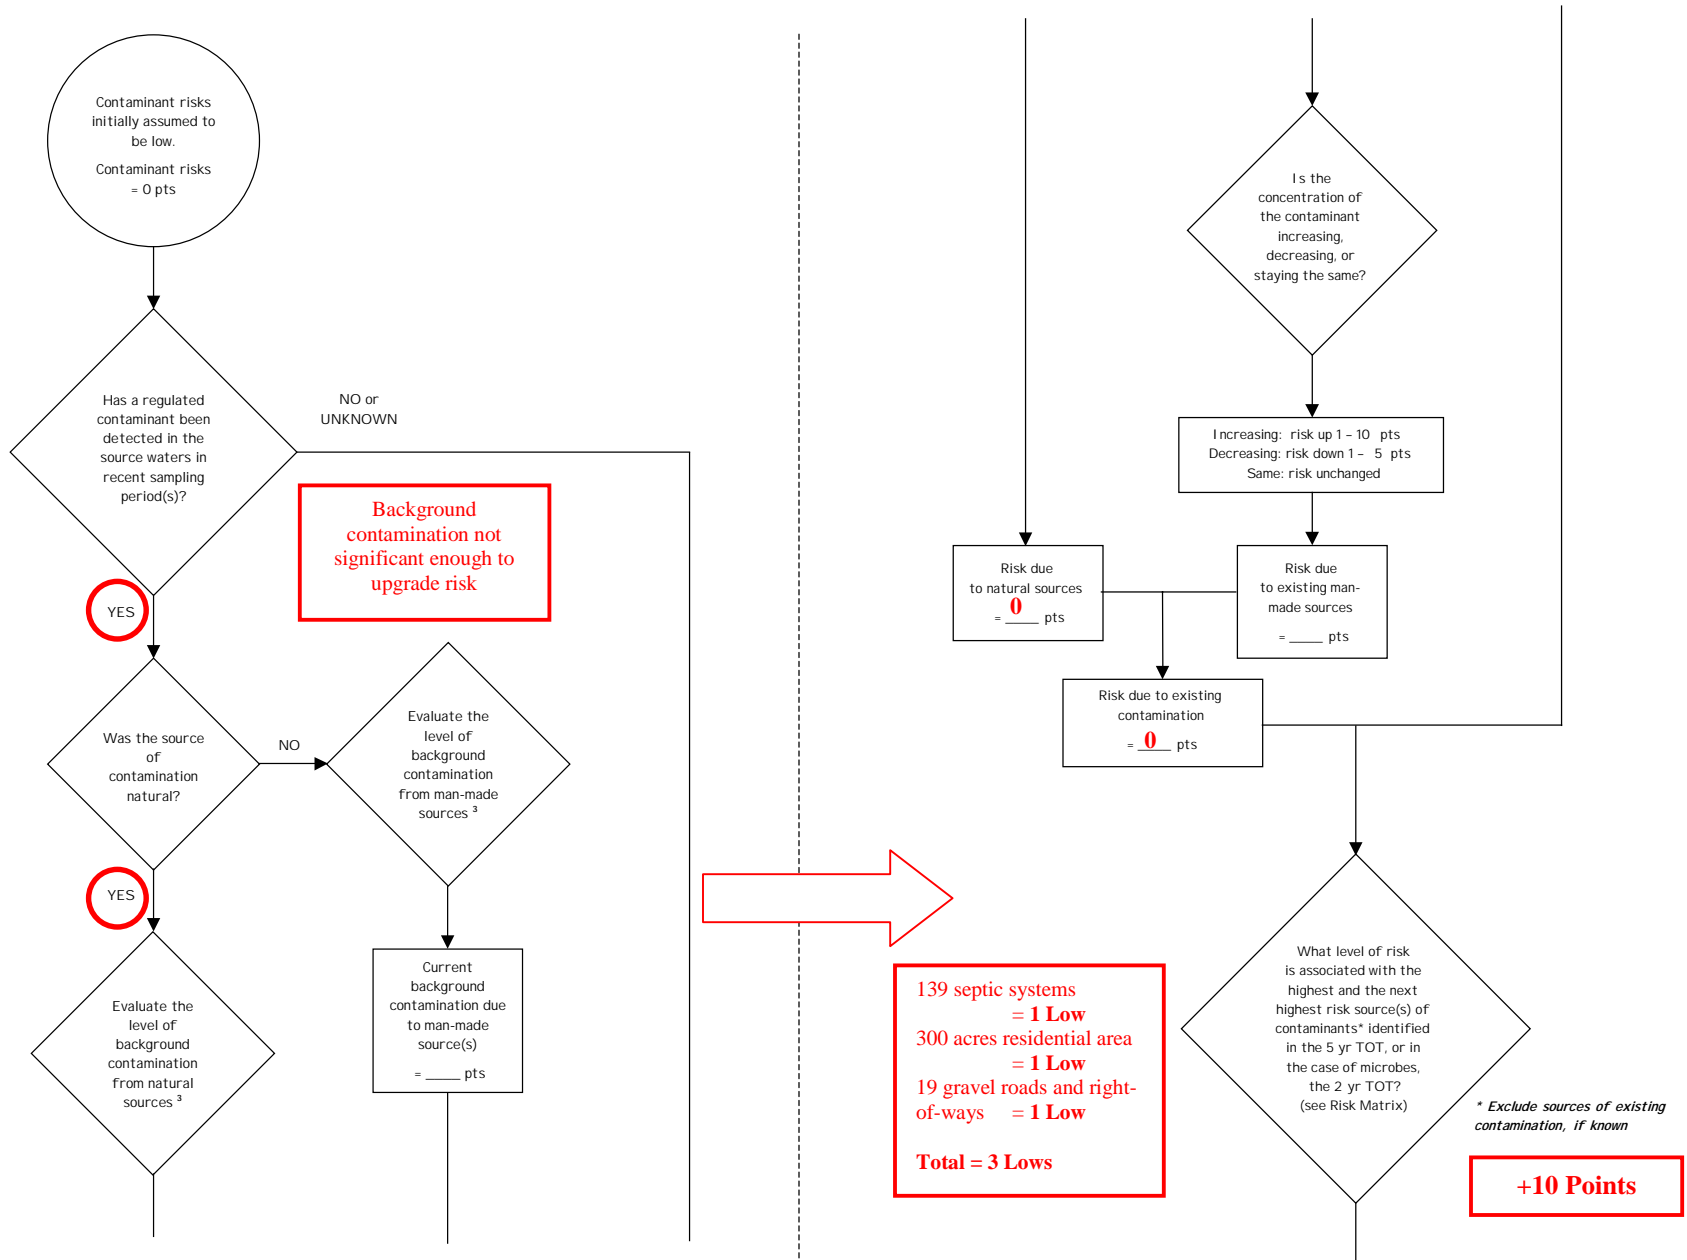 Contaminant risks
initially assumed to
be low.
Contaminant risks
= 0 pts
Has a regulated
contaminant been
detected in the
source waters in
recent sampling
period(s)?
NO or
UNKNOWN
Background
contamination not
significant enough to
upgrade risk
YES
Was the source
of
contamination
natural?
NO
Evaluate the
level of
background
contamination
from man-made
sources ³
YES
Evaluate the
level of
background
contamination
from natural
sources ³
Current
background
contamination due
to man-made
source(s)
= _____ pts
Is the
concentration of
the contaminant
increasing,
decreasing, or
staying the same?
Increasing: risk up 1 – 10 pts
Decreasing: risk down 1 – 5 pts
Same: risk unchanged
Risk due
to natural sources
= __0__ pts
Risk due
to existing man-
made sources
= _____ pts
Risk due to existing
contamination
= __0__ pts
139 septic systems
= 1 Low
300 acres residential area
= 1 Low
19 gravel roads and right-
of-ways = 1 Low
Total = 3 Lows
What level of risk
is associated with the
highest and the next
highest risk source(s) of
contaminants* identified
in the 5 yr TOT, or in
the case of microbes,
the 2 yr TOT?
(see Risk Matrix)
* Exclude sources of existing
contamination, if known
+10 Points